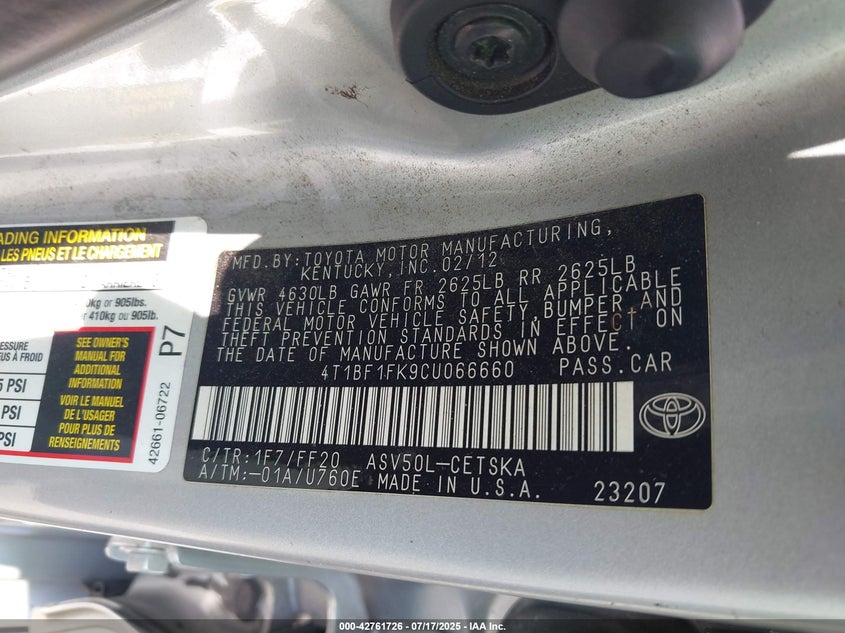 ADING INFORMATION
LES PNEUS ET LE CHARGEMENT
0kg or 905lbs.
r 410kg ou 905lb.
P7
SEE OWNER'S
MANUAL FOR
ADDITIONAL
INFORMATION
VOIR LE MANUEL
DE L'USAGER
POUR PLUS DE
RENSEIGNEMENTS
SSURE
EUS À FROID
5 PSI
PSI
PSI
42661-06722
MFD.BY:TOYOTA MOTOR MANUFACTURING,
KENTUCKY,INC.02/12
GVWR 4630LB GAWR FR 2625LB RR 2625LB
THIS VEHICLE CONFORMS TO ALL APPLICABLE
FEDERAL MOTOR VEHICLE SAFETY,BUMPER,AND
THEFT PREVENTION STANDARDS IN EFFECT ON
THE DATE OF MANUFACTURE SHOWN ABOVE.
4T1BF1FK9CU066660 PASS.CAR
C/TR:1F7/FF20 ASV50L-CETSKA
A/TM:-01A/U760E MADE IN U.S.A.
23207
000-42761726 - 07/17/2025 - IAA Inc.